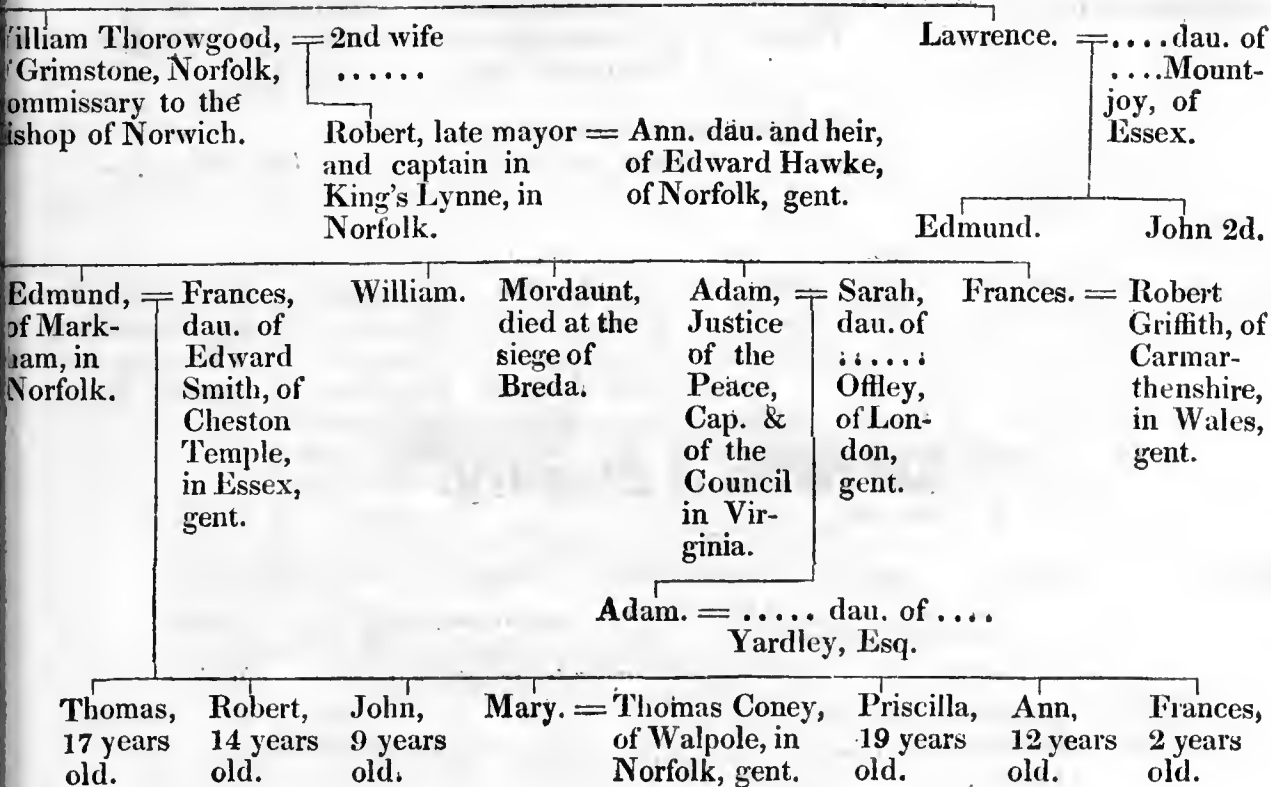 illiam Thorowgood, = 2nd wife
Grimstone, Norfolk, ......
ommissary to the
ishop of Norwich.
Lawrence. = ....dau. of
....Mount-
joy, of
Essex.
Robert, late mayor = Ann. dau. and heir,
and captain in of Edward Hawke,
King's Lynne, in of Norfolk, gent.
Norfolk.
Edmund. John 2d.
Edmund, = Frances,
of Mark- dau. of
ham, in Edward
Norfolk. Smith, of
Cheston
Temple,
in Essex,
gent.
William.
Mordaunt,
died at the
siege of
Breda.
Adam, = Sarah,
Justice dau. of
of the ......
Peace, Offley,
Cap. & of Lon-
of the don,
Council gent.
in Vir-
ginia.
Frances. = Robert
Griffith, of
Carmar-
thenshire,
in Wales,
gent.
Adam. = ..... dau. of ....
Yardley, Esq.
Thomas,
17 years
old.
Robert,
14 years
old.
John,
9 years
old.
Mary. = Thomas Coney,
of Walpole, in
Norfolk, gent.
Priscilla,
19 years
old.
Ann,
12 years
old.
Frances,
2 years
old.